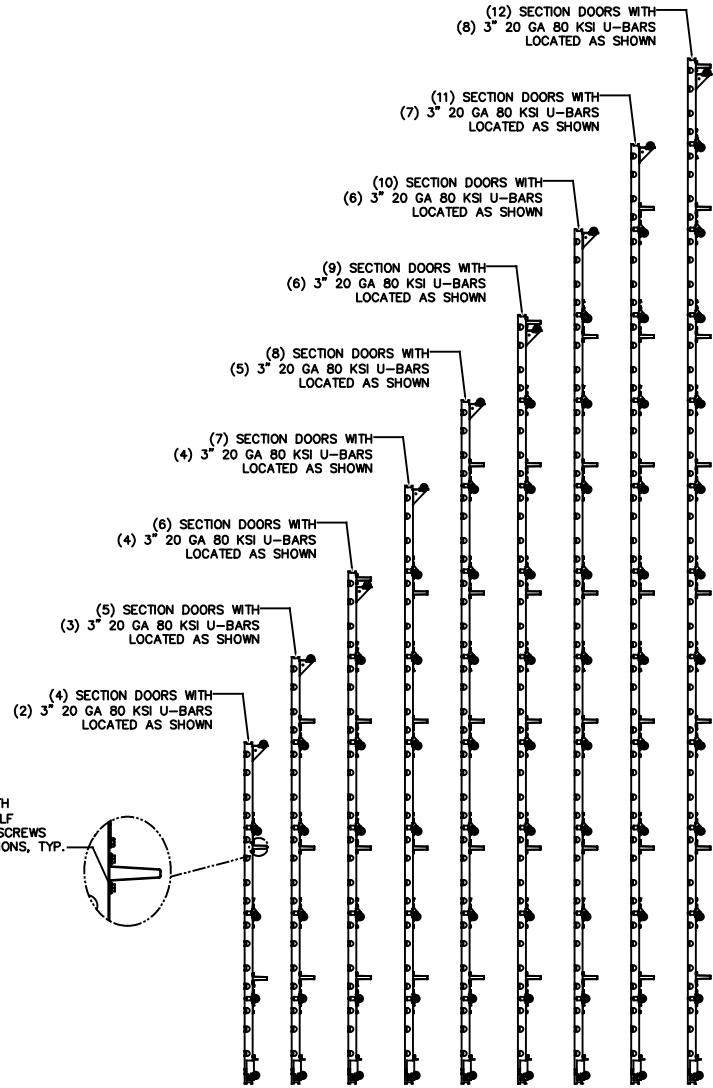 (12) SECTION DOORS WITH
(8) 3" 20 GA 80 KSI U-BARS
LOCATED AS SHOWN
(11) SECTION DOORS WITH
(7) 3" 20 GA 80 KSI U-BARS
LOCATED AS SHOWN
(10) SECTION DOORS WITH
(6) 3" 20 GA 80 KSI U-BARS
LOCATED AS SHOWN
(9) SECTION DOORS WITH
(6) 3" 20 GA 80 KSI U-BARS
LOCATED AS SHOWN
(8) SECTION DOORS WITH
(5) 3" 20 GA 80 KSI U-BARS
LOCATED AS SHOWN
(7) SECTION DOORS WITH
(4) 3" 20 GA 80 KSI U-BARS
LOCATED AS SHOWN
(6) SECTION DOORS WITH
(4) 3" 20 GA 80 KSI U-BARS
LOCATED AS SHOWN
(5) SECTION DOORS WITH
(3) 3" 20 GA 80 KSI U-BARS
LOCATED AS SHOWN
(4) SECTION DOORS WITH
(2) 3" 20 GA 80 KSI U-BARS
LOCATED AS SHOWN
TH
LF
SCREWS
IONS, TYP.